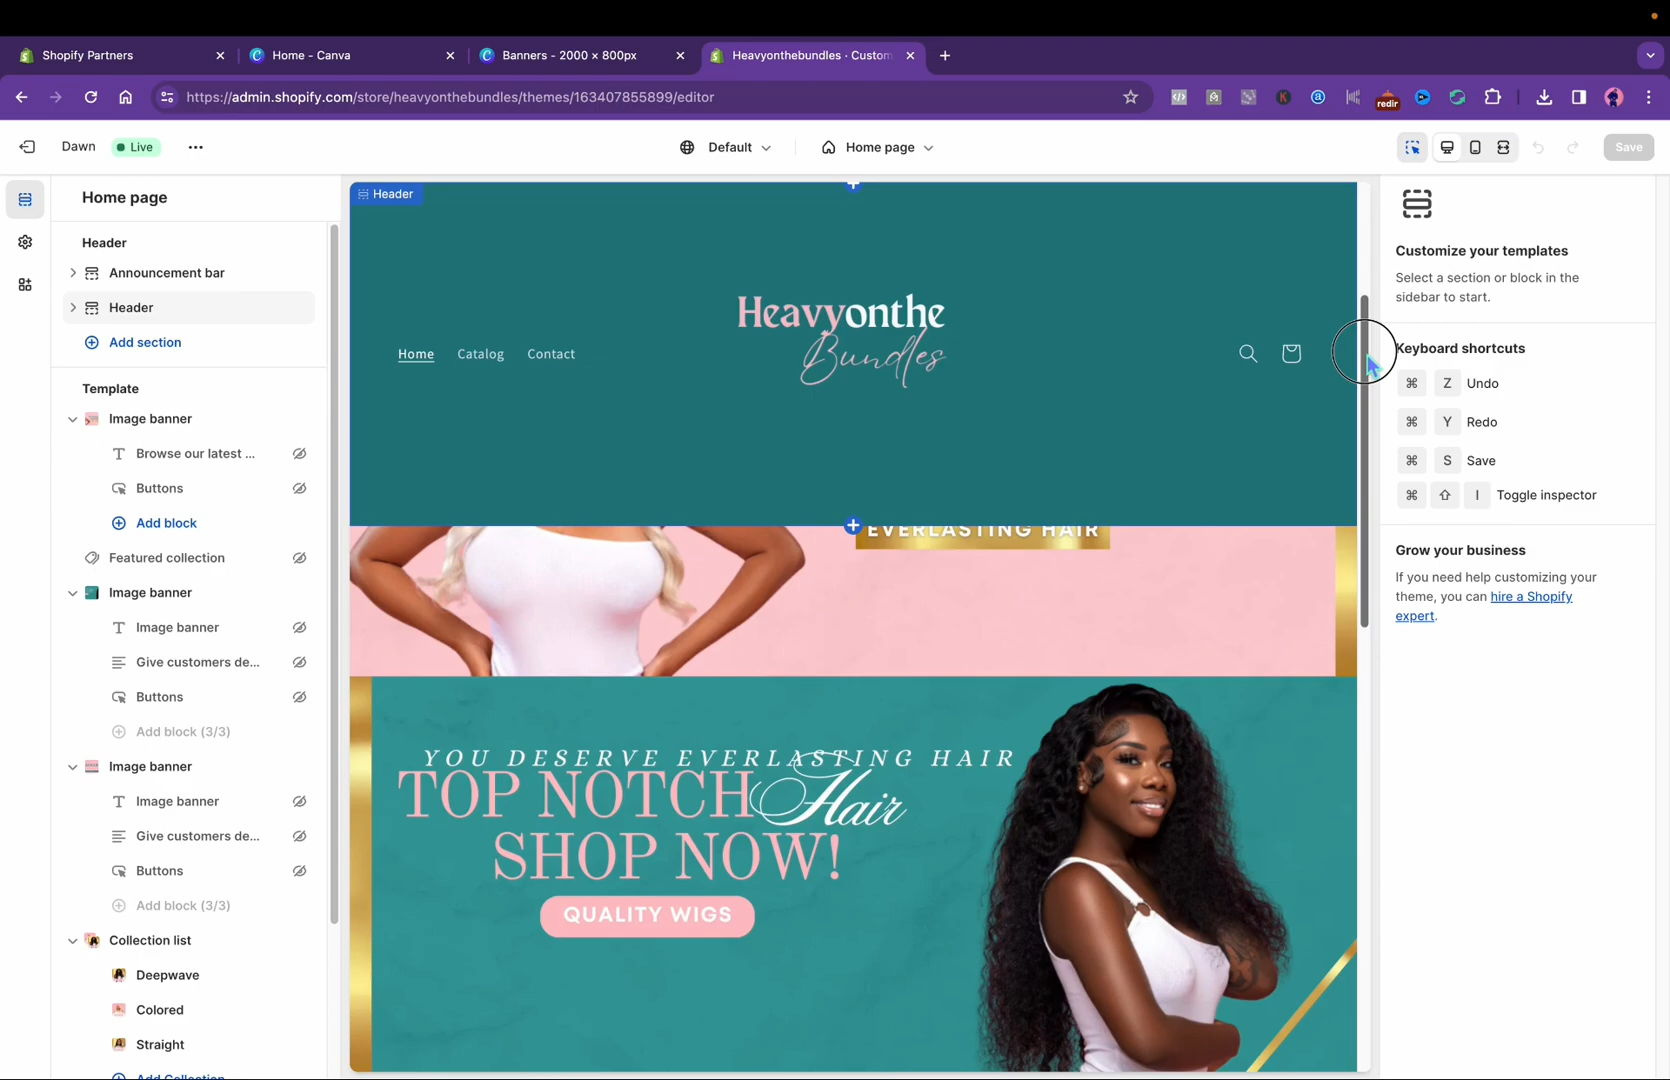 Shopify Partners
Home - Canva
Banners - 2000 × 800px
Heavyonthebundles · Custom
https://admin.shopify.com/store/heavyonthebundles/themes/163407855899/editor
redir
Dawn
Live
Default
Home page
Save
Home page
Header
Announcement bar
Header
Add section
Template
Image banner
Browse our latest ...
Buttons
Add block
Featured collection
Image banner
Image banner
Give customers de...
Buttons
Add block (3/3)
Image banner
Image banner
Give customers de...
Buttons
Add block (3/3)
Collection list
Deepwave
Colored
Straight
Add Collection
Header
Heavyonthe
Bundles
Home
Catalog
Contact
EVERLASTING HAIR
YOU DESERVE EVERLASTING HAIR
TOP NOTCH Hair
SHOP NOW!
QUALITY WIGS
Customize your templates
Select a section or block in the
sidebar to start.
Keyboard shortcuts
⌘ Z Undo
⌘ Y Redo
⌘ S Save
⌘ ⇧ I Toggle inspector
Grow your business
If you need help customizing your
theme, you can hire a Shopify
expert.